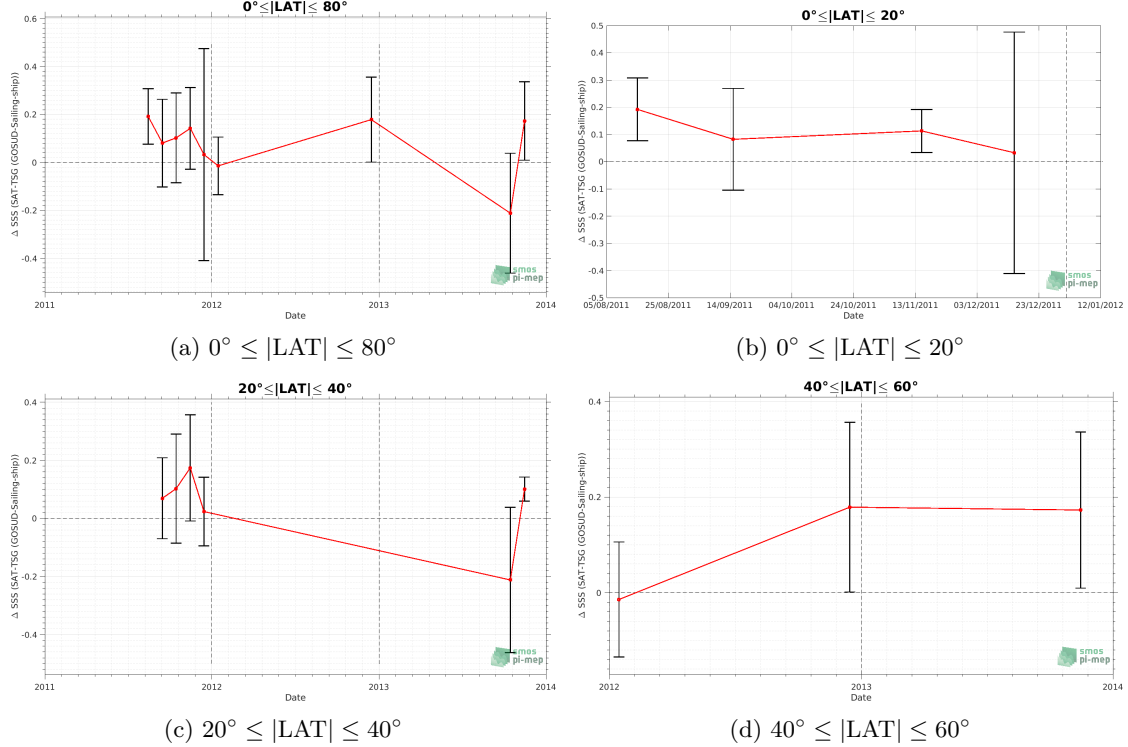 0°≤|LAT|≤ 80°
Δ SSS (SAT-TSG (GOSUD-Sailing-ship))
0.6
0.4
0.2
0
-0.2
-0.4
2011
2012
2013
2014
Date
smos
pi-mep
(a) 0° ≤ |LAT| ≤ 80°
0°≤|LAT|≤ 20°
Δ SSS (SAT-TSG (GOSUD-Sailing-ship))
0.5
0.4
0.3
0.2
0.1
0
-0.1
-0.2
-0.3
-0.4
-0.5
05/08/2011
25/08/2011
14/09/2011
04/10/2011
24/10/2011
13/11/2011
03/12/2011
23/12/2011
12/01/2012
Date
smos
pi-mep
(b) 0° ≤ |LAT| ≤ 20°
20°≤|LAT|≤ 40°
Δ SSS (SAT-TSG (GOSUD-Sailing-ship))
0.4
0.2
0
-0.2
-0.4
2011
2012
2013
2014
Date
smos
pi-mep
(c) 20° ≤ |LAT| ≤ 40°
40°≤|LAT|≤ 60°
Δ SSS (SAT-TSG (GOSUD-Sailing-ship))
0.4
0.2
0
2012
2013
2014
Date
smos
pi-mep
(d) 40° ≤ |LAT| ≤ 60°